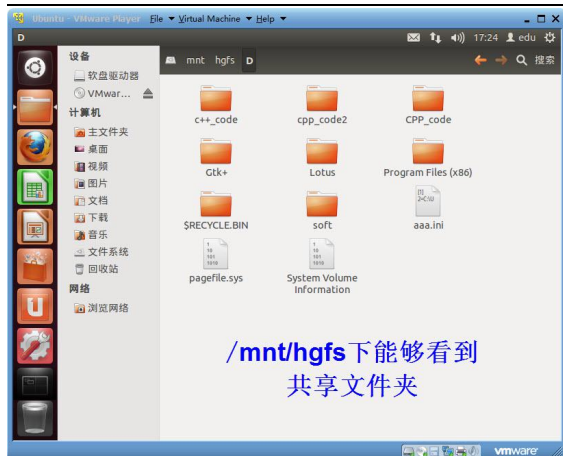 Ubuntu - VMware Player File Virtual Machine Help
D
17:24 edu
设备
软盘驱动器
VMwar...
计算机
主文件夹
桌面
视频
图片
文档
下载
音乐
文件系统
回收站
网络
浏览网络
mnt hgfs D
搜索
c++_code cpp_code2 CPP_code
Gtk+ Lotus Program Files (x86)
$RECYCLE.BIN soft aaa.ini
pagefile.sys System Volume
Information
/mnt/hgfs下能够看到
共享文件夹
vmware